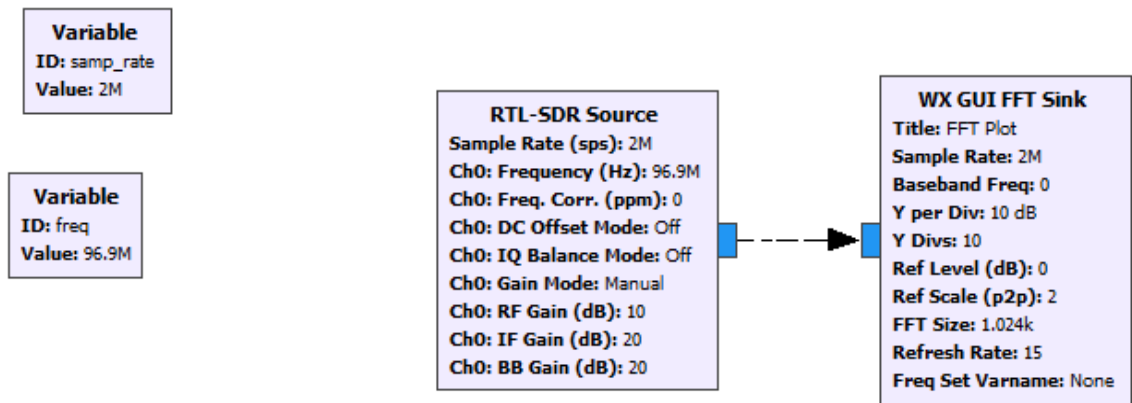 Variable
ID: samp_rate
Value: 2M
Variable
ID: freq
Value: 96.9M
RTL-SDR Source
Sample Rate (sps): 2M
Ch0: Frequency (Hz): 96.9M
Ch0: Freq. Corr. (ppm): 0
Ch0: DC Offset Mode: Off
Ch0: IQ Balance Mode: Off
Ch0: Gain Mode: Manual
Ch0: RF Gain (dB): 10
Ch0: IF Gain (dB): 20
Ch0: BB Gain (dB): 20
WX GUI FFT Sink
Title: FFT Plot
Sample Rate: 2M
Baseband Freq: 0
Y per Div: 10 dB
Y Divs: 10
Ref Level (dB): 0
Ref Scale (p2p): 2
FFT Size: 1.024k
Refresh Rate: 15
Freq Set Varname: None